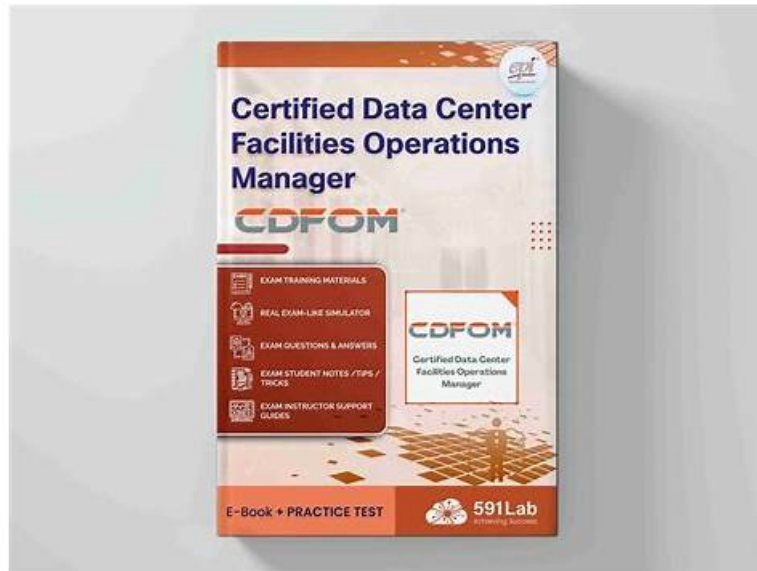 epi
Certified Data Center
Facilities Operations
Manager
CDFOM®
EXAM TRAINING MATERIALS
REAL EXAM-LIKE SIMULATOR
EXAM QUESTIONS & ANSWERS
EXAM STUDENT NOTES /TIPS /
TRICKS
EXAM INSTRUCTOR SUPPORT
GUIDES
CDFOM
Certified Data Center
Facilities Operations
Manager
E-Book + PRACTICE TEST
591Lab
Achieving Success